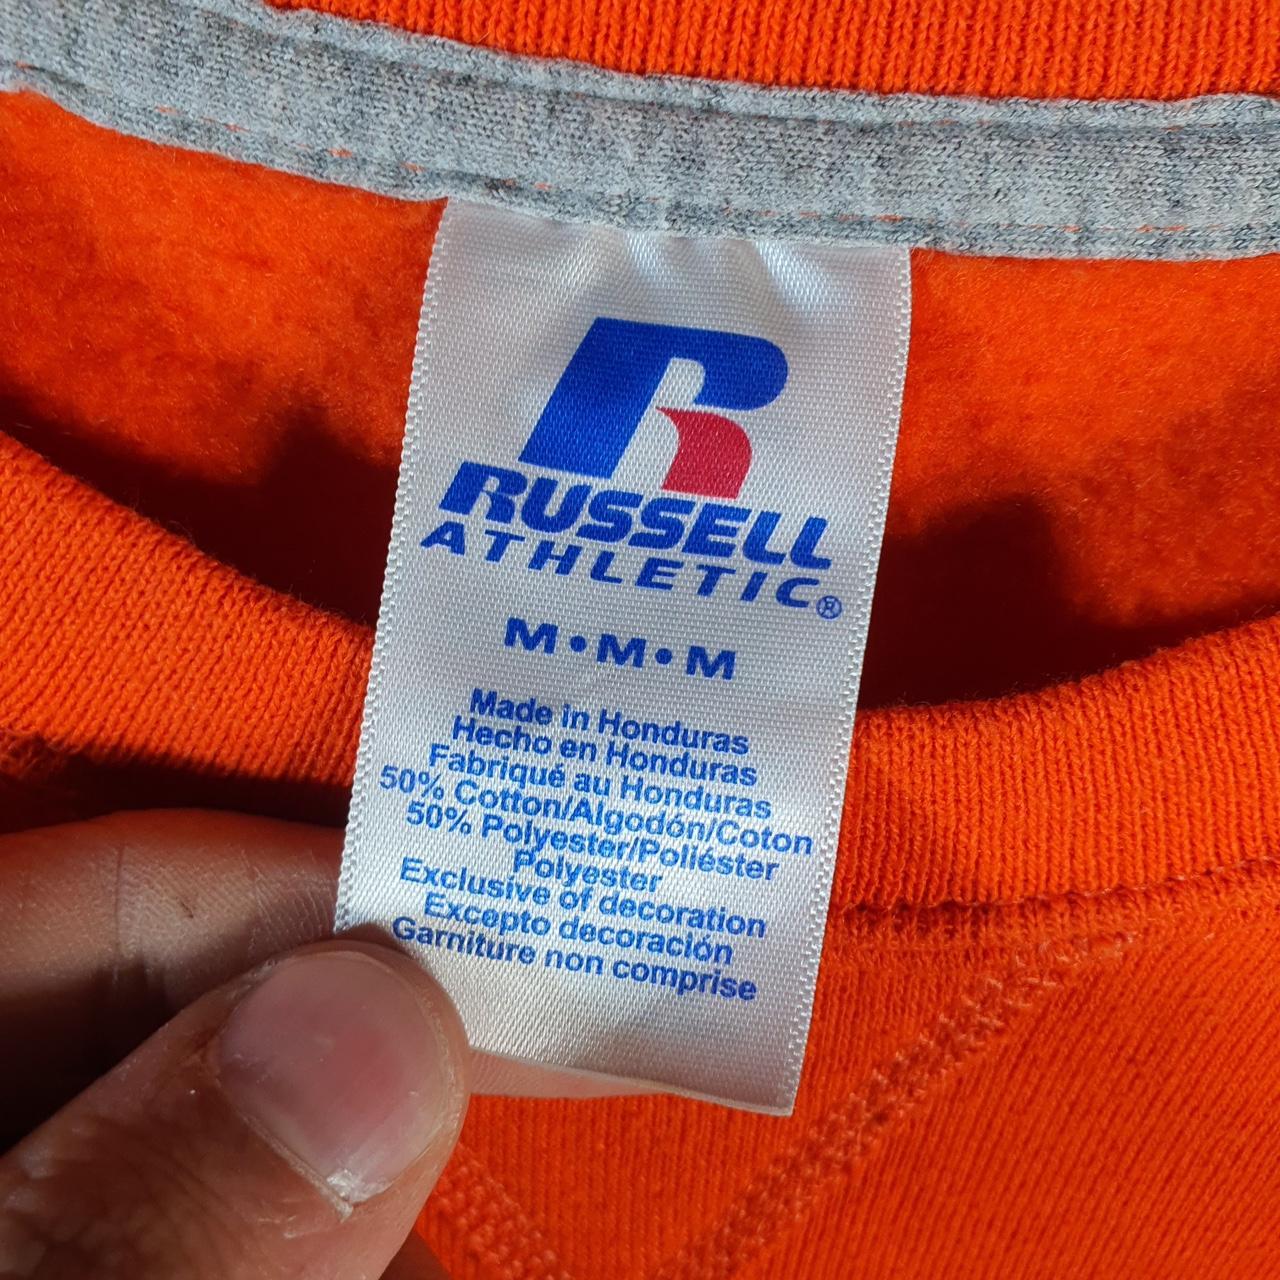 R
RUSSELL
ATHLETIC®
M•M•M
Made in Honduras
Hecho en Honduras
Fabriqué au Honduras
50% Cotton/Algodón/Coton
50% Polyester/Poliéster
Polyester
Exclusive of decoration
Excepto decoración
Garniture non comprise